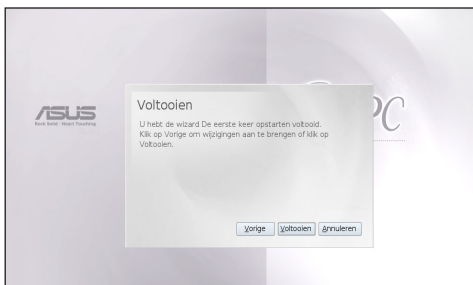 ASUS
Rock Solid · Heart Touching
PC
Voltooien
U hebt de wizard De eerste keer opstarten voltooid.
Klik op Vorige om wijzigingen aan te brengen of klik op
Voltooien.
Vorige
Voltooien
Annuleren